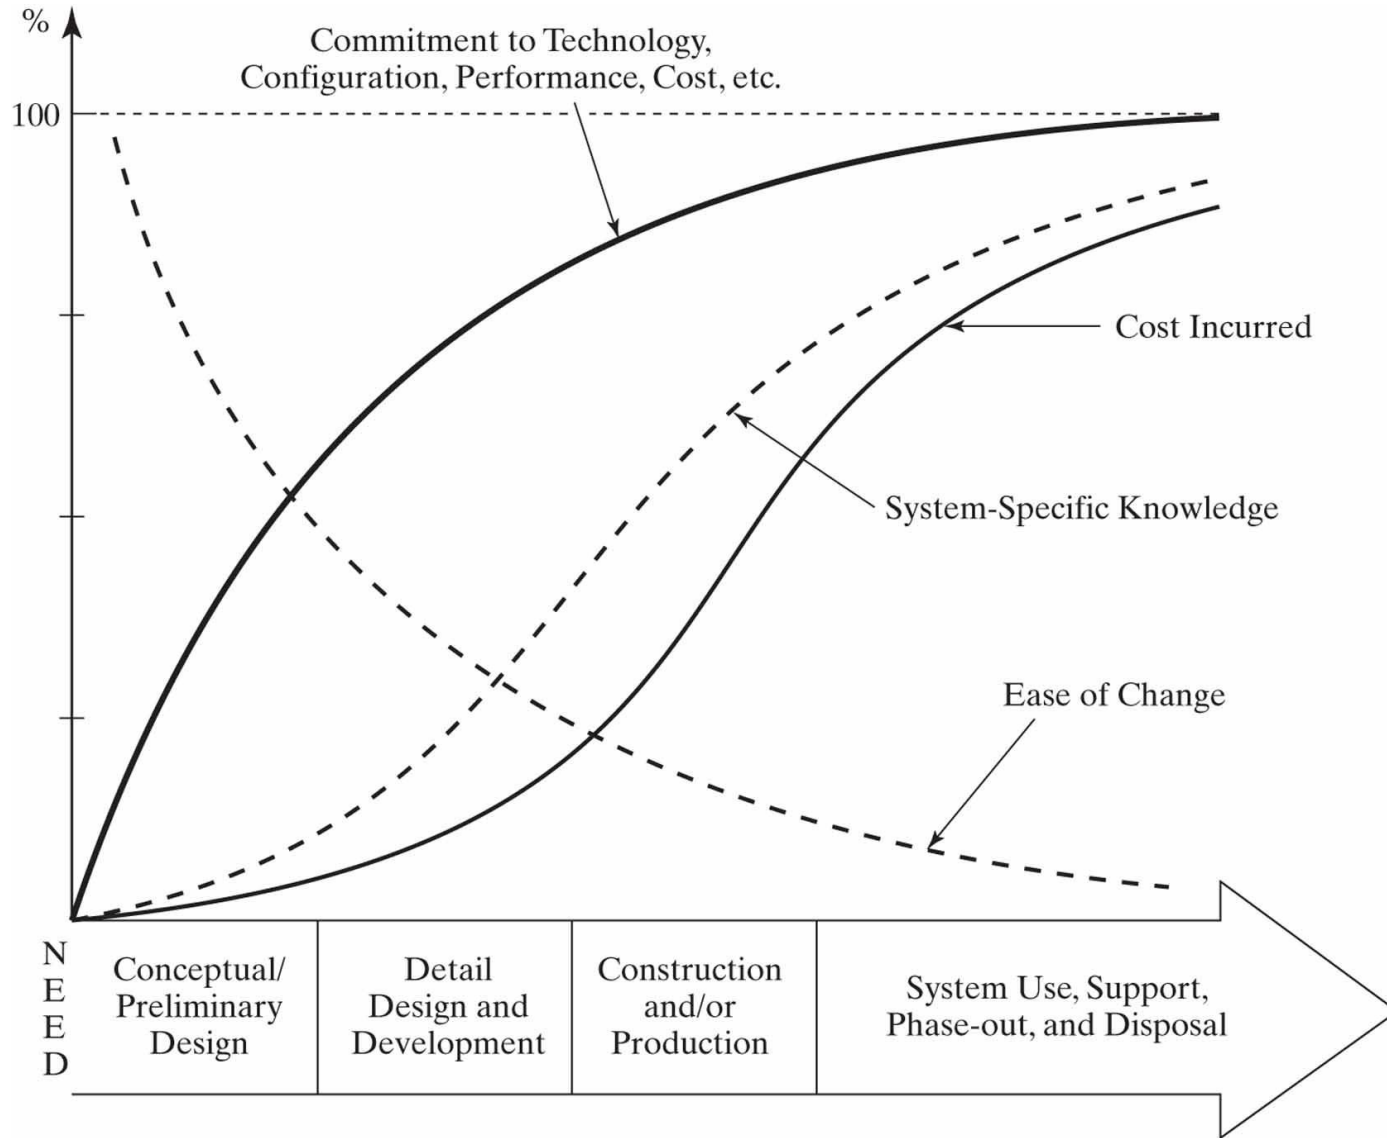 %
Commitment to Technology,
Configuration, Performance, Cost, etc.
100
Cost Incurred
System-Specific Knowledge
Ease of Change
N
E
E
D
Conceptual/
Preliminary
Design
Detail
Design and
Development
Construction
and/or
Production
System Use, Support,
Phase-out, and Disposal